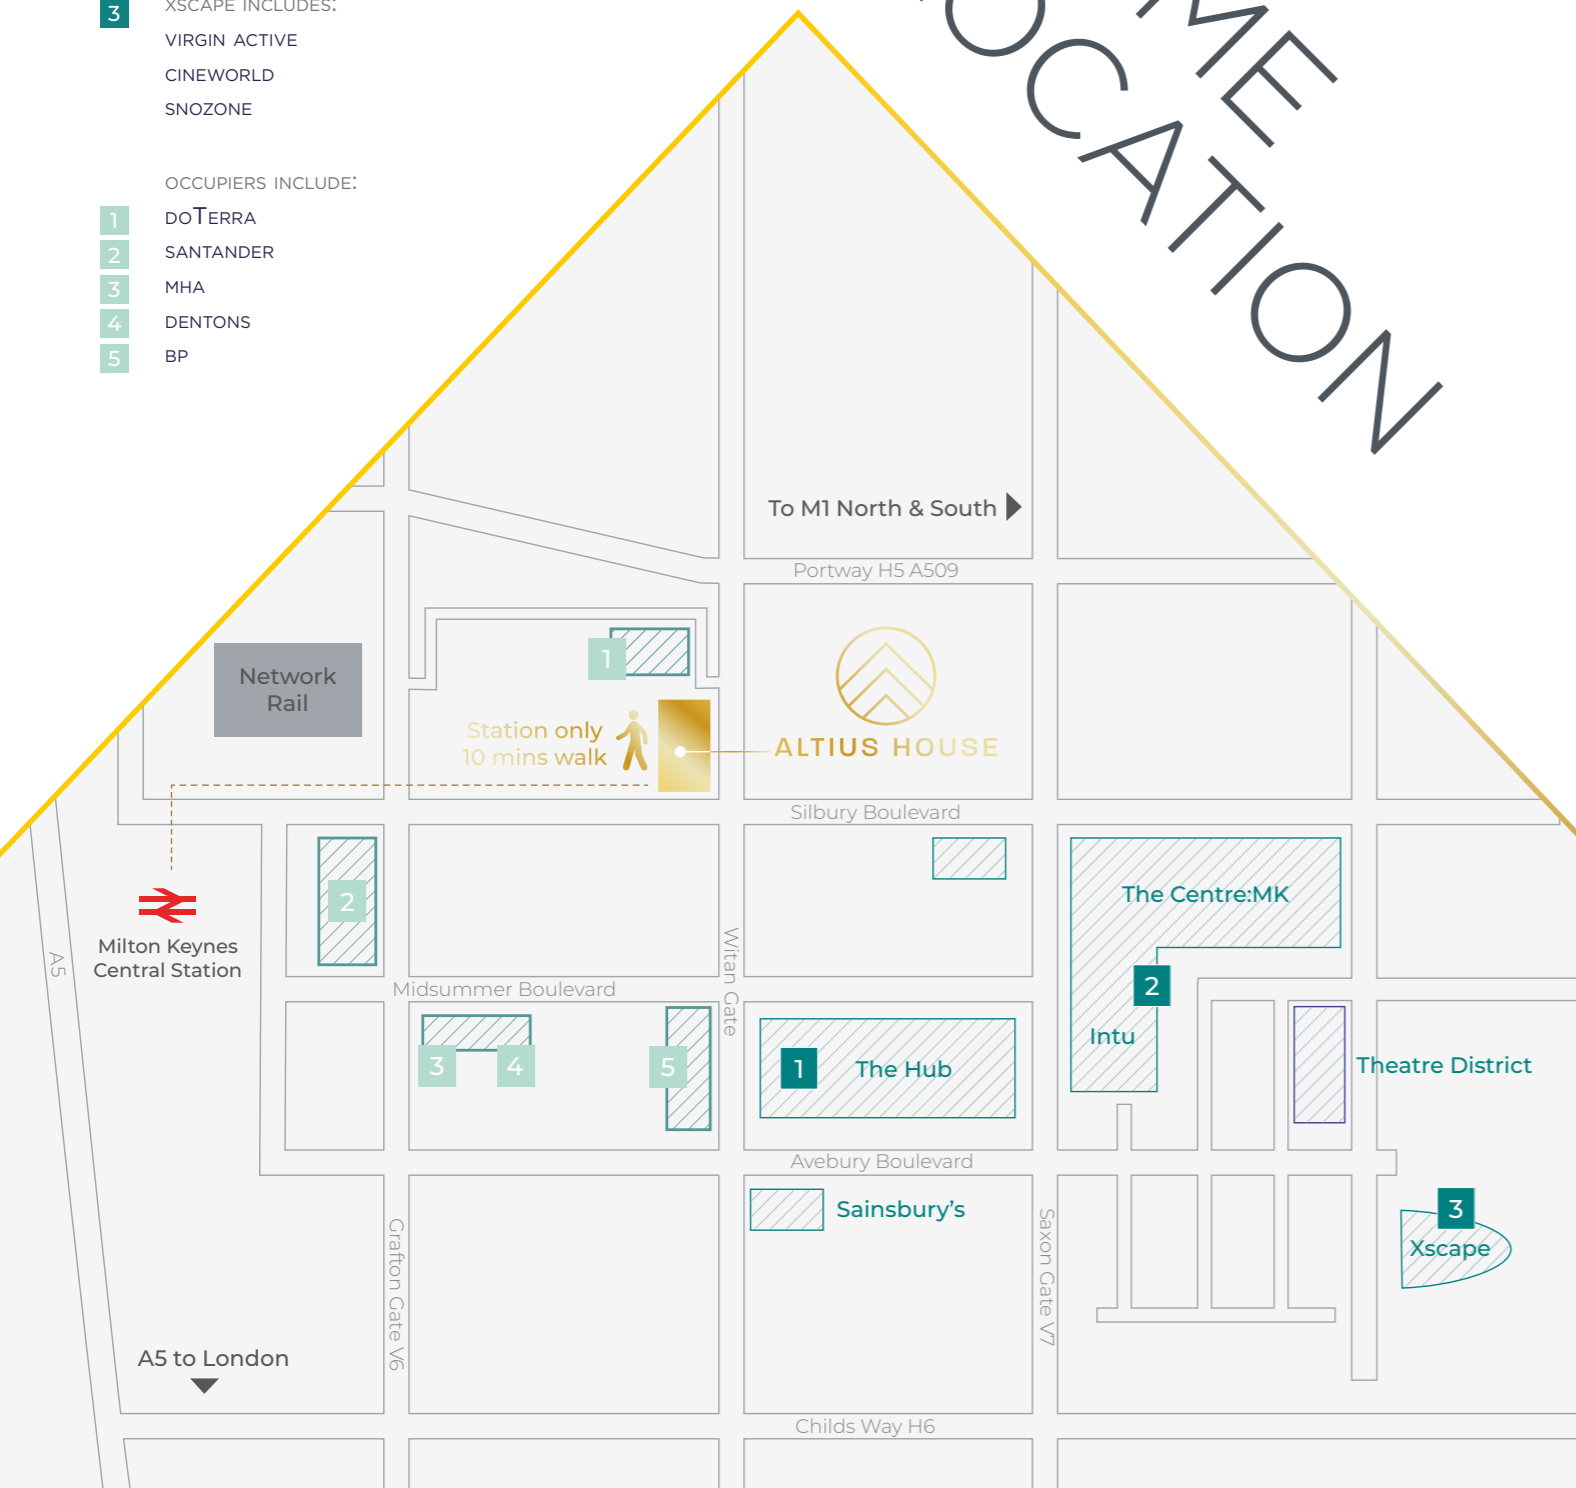 3 XSCAPE INCLUDES:
VIRGIN ACTIVE
CINEWORLD
SNOZONE
OCCUPIERS INCLUDE:
1 DOTERRA
2 SANTANDER
3 MHA
4 DENTONS
5 BP
OCATION
To M1 North & South
Portway H5 A509
Network
Rail
1
Station only
10 mins walk
ALTIUS HOUSE
Silbury Boulevard
2
The Centre:MK
Milton Keynes
Central Station
A5
Witan Gate
Midsummer Boulevard
2
Intu
3
4
5
1
The Hub
Theatre District
Avebury Boulevard
Sainsbury's
3
Xscape
Grafton Gate V6
Saxon Gate V7
A5 to London
Childs Way H6